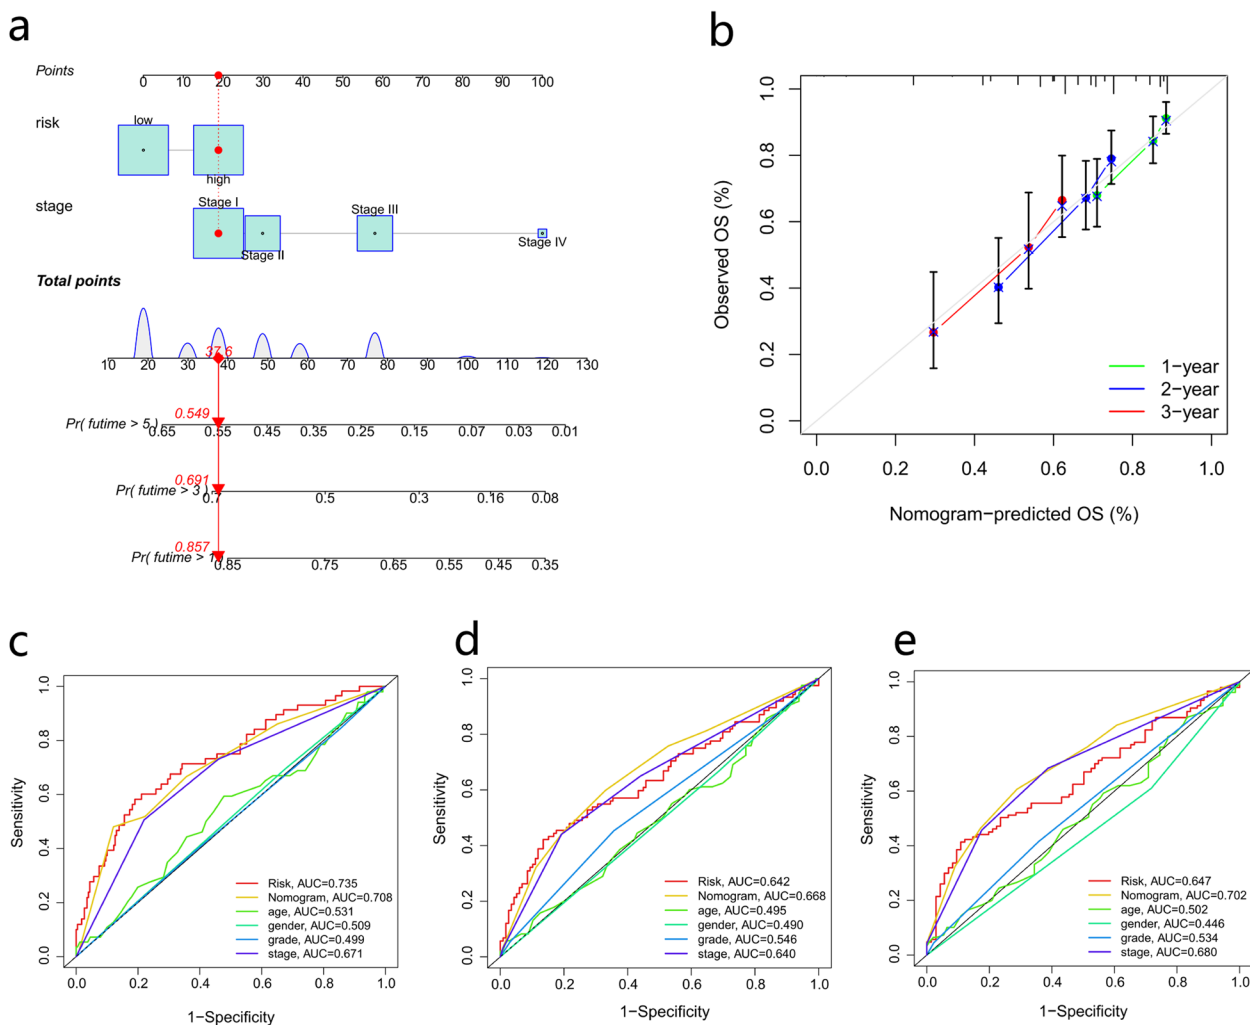 a
Points
0 10 20 30 40 50 60 70 80 90 100
risk
low
high
stage
Stage I
Stage II
Stage III
Stage IV
Total points
37.6
10 20 30 40 50 60 70 80 90 100 110 120 130
0.549
Pr( futime > 5 )
0.65 0.55 0.45 0.35 0.25 0.15 0.07 0.03 0.01
0.691
Pr( futime > 3 )
0.7 0.5 0.3 0.16 0.08
0.857
Pr( futime > 1
0.85 0.75 0.65 0.55 0.45 0.35
b
Observed OS (%)
1.0
0.8
0.6
0.4
0.2
0.0
1−year
2−year
3−year
0.0 0.2 0.4 0.6 0.8 1.0
Nomogram−predicted OS (%)
c
Sensitivity
1.0
0.8
0.6
0.4
0.2
0.0
Risk, AUC=0.735
Nomogram, AUC=0.708
age, AUC=0.531
gender, AUC=0.509
grade, AUC=0.499
stage, AUC=0.671
0.0 0.2 0.4 0.6 0.8 1.0
1−Specificity
d
Sensitivity
1.0
0.8
0.6
0.4
0.2
0.0
Risk, AUC=0.642
Nomogram, AUC=0.668
age, AUC=0.495
gender, AUC=0.490
grade, AUC=0.546
stage, AUC=0.640
0.0 0.2 0.4 0.6 0.8 1.0
1−Specificity
e
Sensitivity
1.0
0.8
0.6
0.4
0.2
0.0
Risk, AUC=0.647
Nomogram, AUC=0.702
age, AUC=0.502
gender, AUC=0.446
grade, AUC=0.534
stage, AUC=0.680
0.0 0.2 0.4 0.6 0.8 1.0
1−Specificity